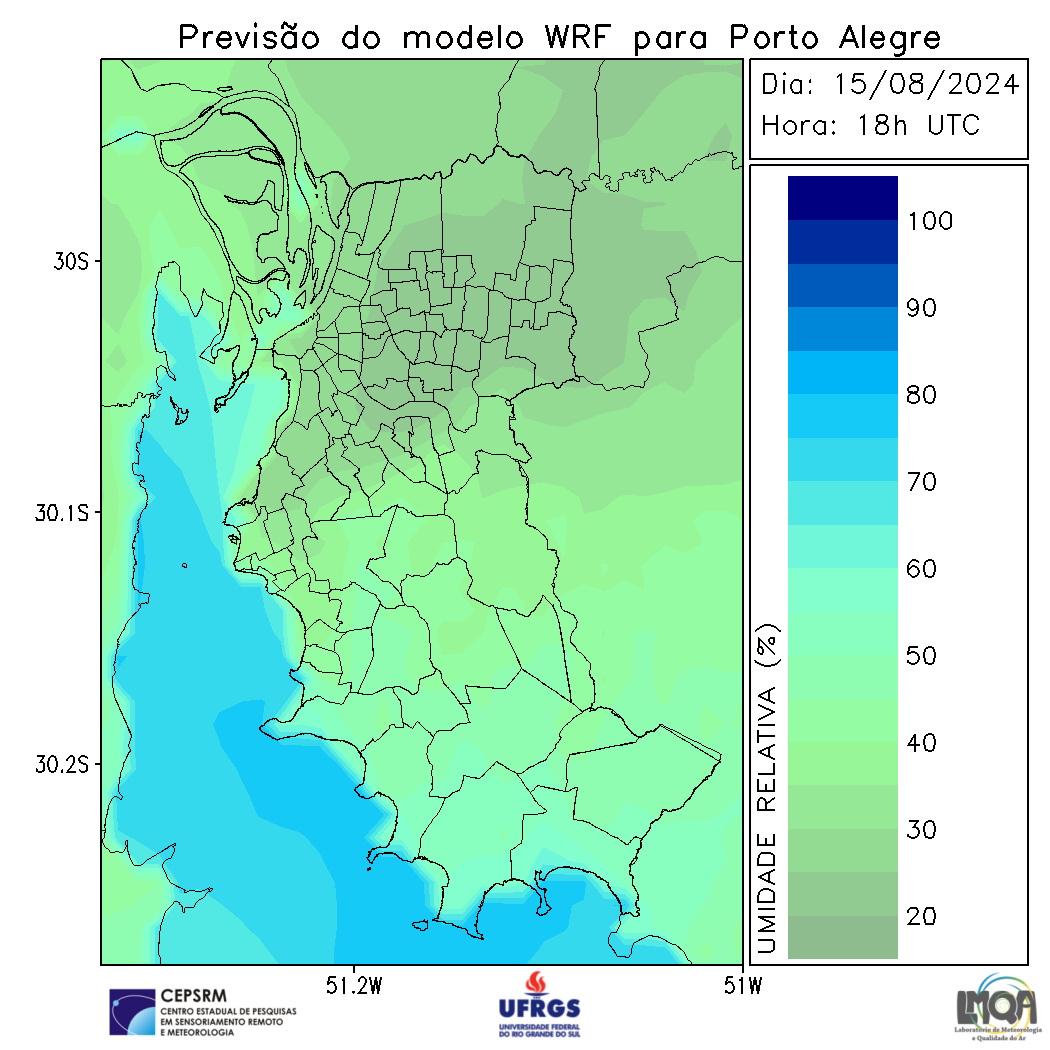 Previsão do modelo WRF para Porto Alegre
Dia: 15/08/2024
Hora: 18h UTC
30S
30.1S
30.2S
51.2W
51W
UMIDADE RELATIVA (%)
100
90
80
70
60
50
40
30
20
CEPSRM
CENTRO ESTADUAL DE PESQUISAS
EM SENSORIAMENTO REMOTO
E METEOROLOGIA
UFRGS
UNIVERSIDADE FEDERAL
DO RIO GRANDE DO SUL
LMQA
Laboratório de Meteorologia
e Qualidade do Ar